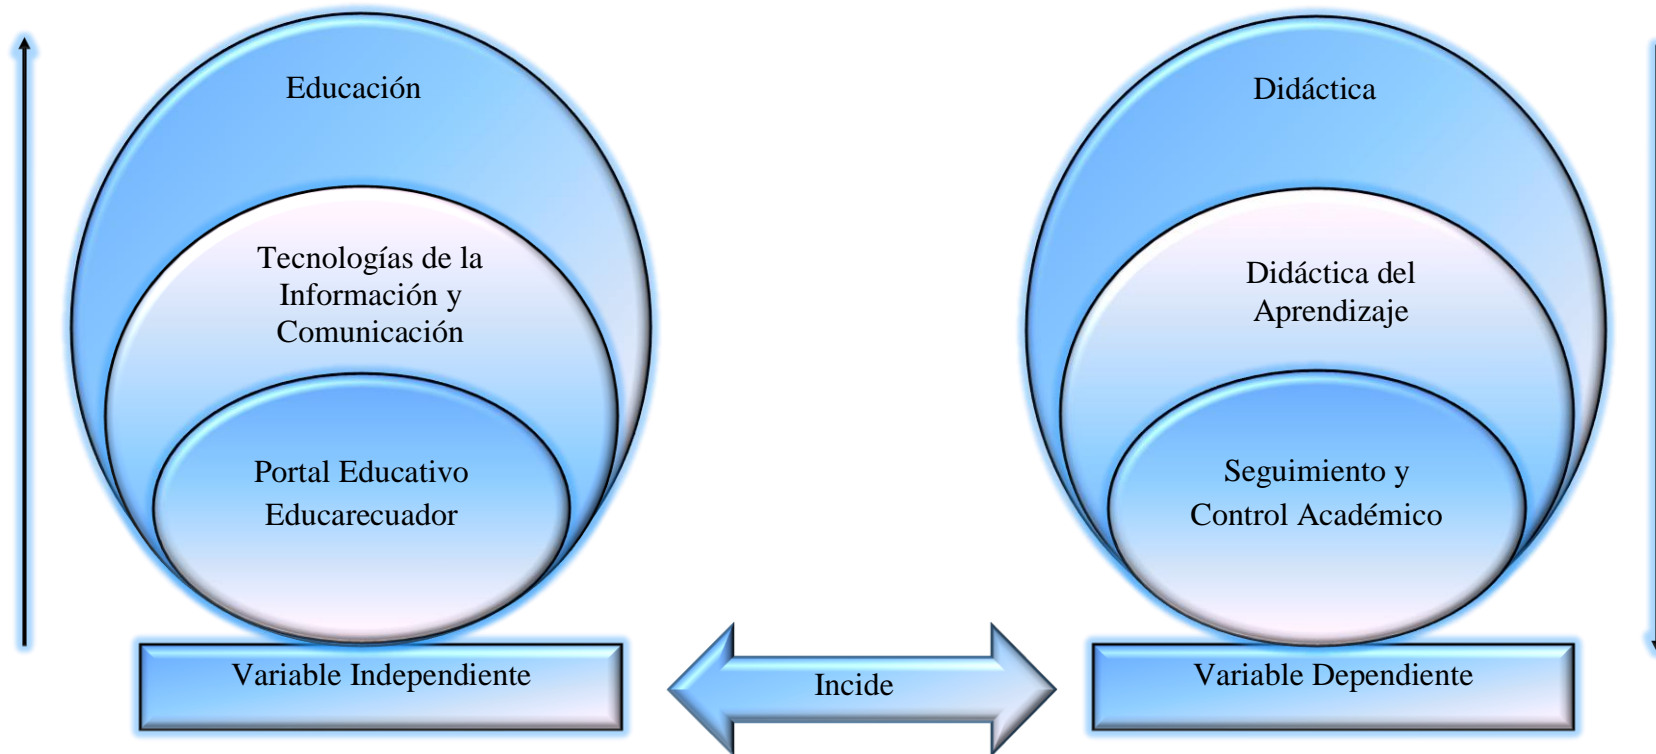 Educación
Tecnologías de la
Información y
Comunicación
Portal Educativo
Educarecuador
Variable Independiente
Incide
Didáctica
Didáctica del
Aprendizaje
Seguimiento y
Control Académico
Variable Dependiente